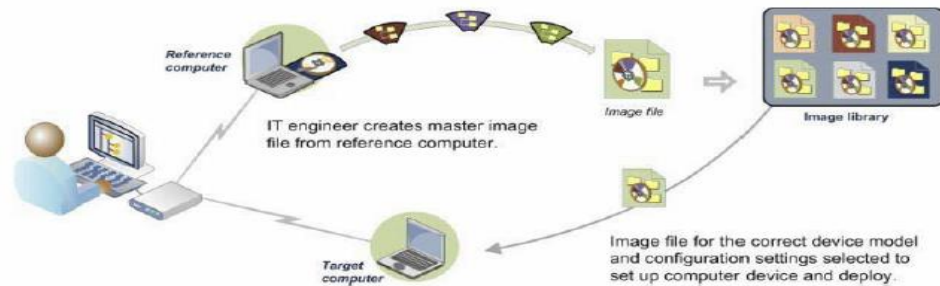 Reference
computer
IT engineer creates master image
file from reference computer.
Image file
Image library
Target
computer
Image file for the correct device model
and configuration settings selected to
set up computer device and deploy.